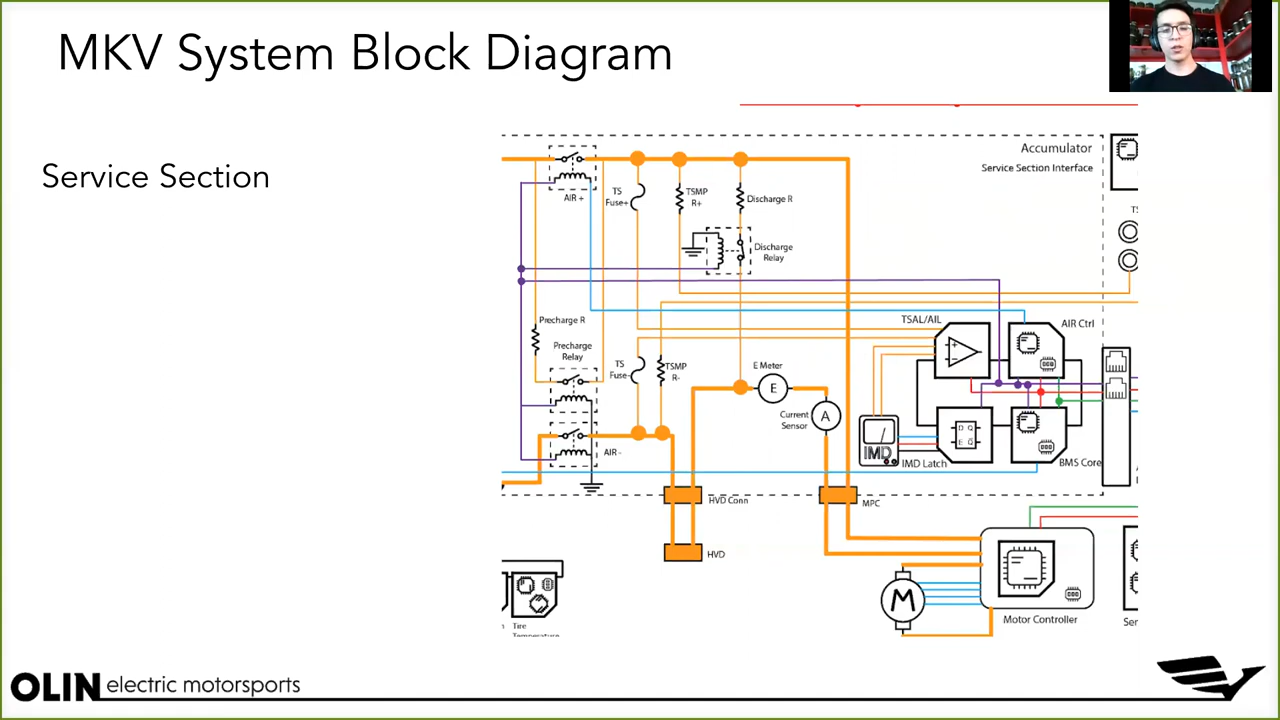 MKV System Block Diagram
Service Section
Accumulator
Service Section Interface
AIR +
TS
Fuse+
TSMP
R+
Discharge R
Discharge
Relay
Precharge R
Precharge
Relay
TS
Fuse-
TSMP
R-
E Meter
E
Current
Sensor
A
TSAL/AIL
AIR Ctrl
IMD
D Q
E Q̅
IMD Latch
BMS Core
AIR -
HVD Conn
MPC
HVD
M
Motor Controller
Tire
Temperature
OLIN electric motorsports